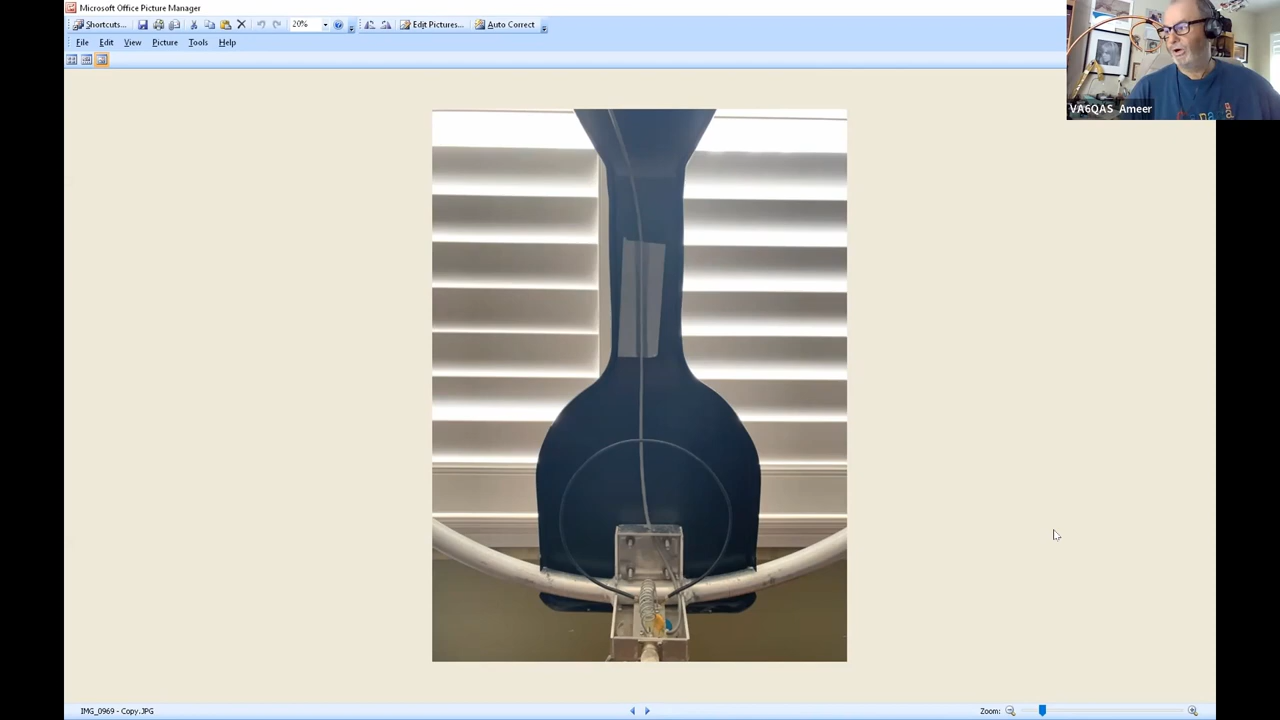 Microsoft Office Picture Manager
Shortcuts... 20% Edit Pictures... Auto Correct
File Edit View Picture Tools Help
VA6QAS Ameer
IMG_0969 - Copy.JPG Zoom: